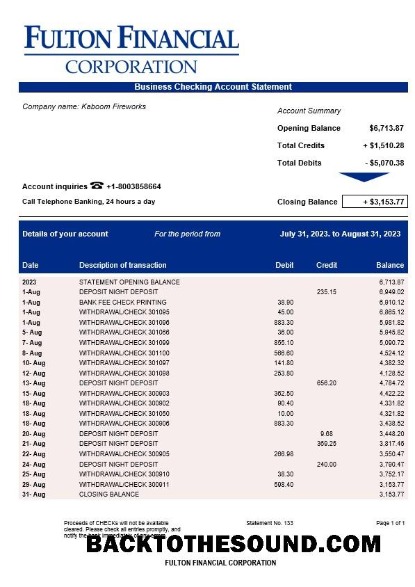 FULTON FINANCIAL
CORPORATION
Business Checking Account Statement
Company name: Kaboom Fireworks
Account Summary
Opening Balance $6,713.87
Total Credits + $1,510.28
Total Debits - $5,070.38
Account inquiries ☎ +1-8003858664
Call Telephone Banking, 24 hours a day
Closing Balance + $3,153.77
Details of your account For the period from July 31, 2023. to August 31, 2023
Date Description of transaction Debit Credit Balance
2023 STATEMENT OPENING BALANCE 6,713.87
1-Aug DEPOSIT NIGHT DEPOSIT 235.15 6,949.02
1-Aug BANK FEE CHECK PRINTING 38.90 6,910.12
1-Aug WITHDRAWAL/CHECK 301095 45.00 6,865.12
1-Aug WITHDRAWAL/CHECK 301096 883.30 5,981.82
5- Aug WITHDRAWAL/CHECK 301056 36.00 5,945.82
7- Aug WITHDRAWAL/CHECK 301099 855.10 5,090.72
8- Aug WITHDRAWAL/CHECK 301100 566.60 4,524.12
10- Aug WITHDRAWAL/CHECK 301097 141.80 4,382.32
12- Aug WITHDRAWAL/CHECK 301098 253.80 4,128.52
13- Aug DEPOSIT NIGHT DEPOSIT 656.20 4,784.72
15- Aug WITHDRAWAL/CHECK 300903 362.50 4,422.22
18- Aug WITHDRAWAL/CHECK 300902 90.40 4,331.82
18- Aug WITHDRAWAL/CHECK 301050 10.00 4,321.82
18- Aug WITHDRAWAL/CHECK 300906 883.30 3,438.52
20- Aug DEPOSIT NIGHT DEPOSIT 9.68 3,448.20
21- Aug DEPOSIT NIGHT DEPOSIT 369.25 3,817.46
22- Aug WITHDRAWAL/CHECK 300905 266.98 3,550.47
24- Aug DEPOSIT NIGHT DEPOSIT 240.00 3,790.47
25- Aug WITHDRAWAL/CHECK 300910 38.30 3,752.17
29- Aug WITHDRAWAL/CHECK 300911 598.40 3,153.77
31- Aug CLOSING BALANCE 3,153.77
Proceeds of CHECKs will not be available Statement No. 133 Page 1 of 1
cleared. Please check all entries promptly, and
notify the bank immediately of any
BACKTOTHESOUND.COM
FULTON FINANCIAL CORPORATION